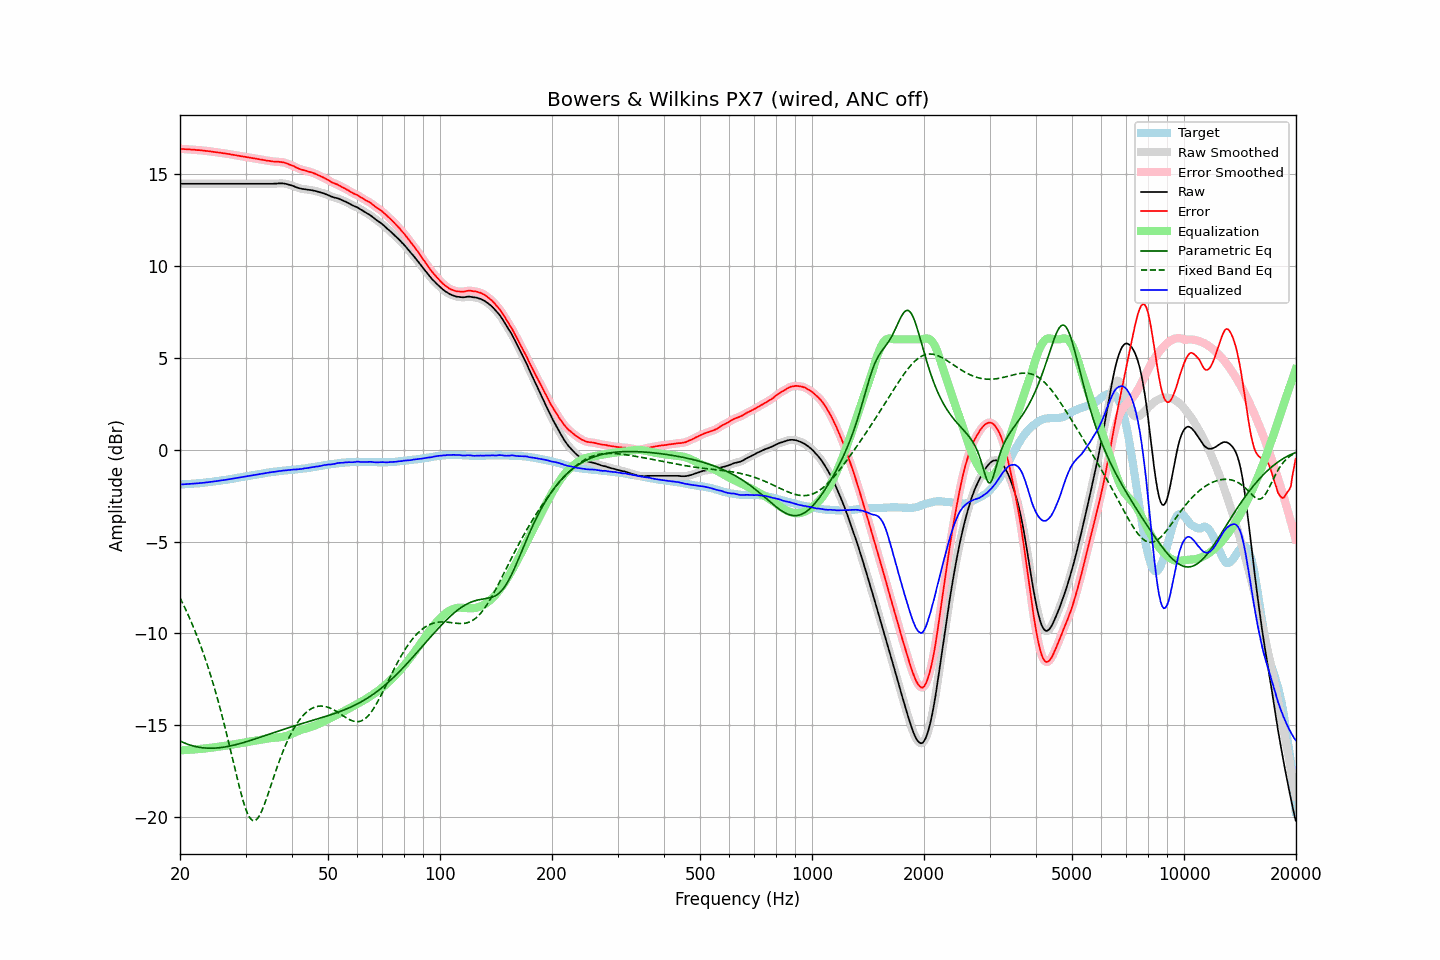 Bowers & Wilkins PX7 (wired, ANC off)
Target
Raw Smoothed
Error Smoothed
Raw
Error
Equalization
Parametric Eq
Fixed Band Eq
Equalized
Amplitude (dBr)
15
10
5
0
−5
−10
−15
−20
20
50
100
200
500
1000
2000
5000
10000
20000
Frequency (Hz)